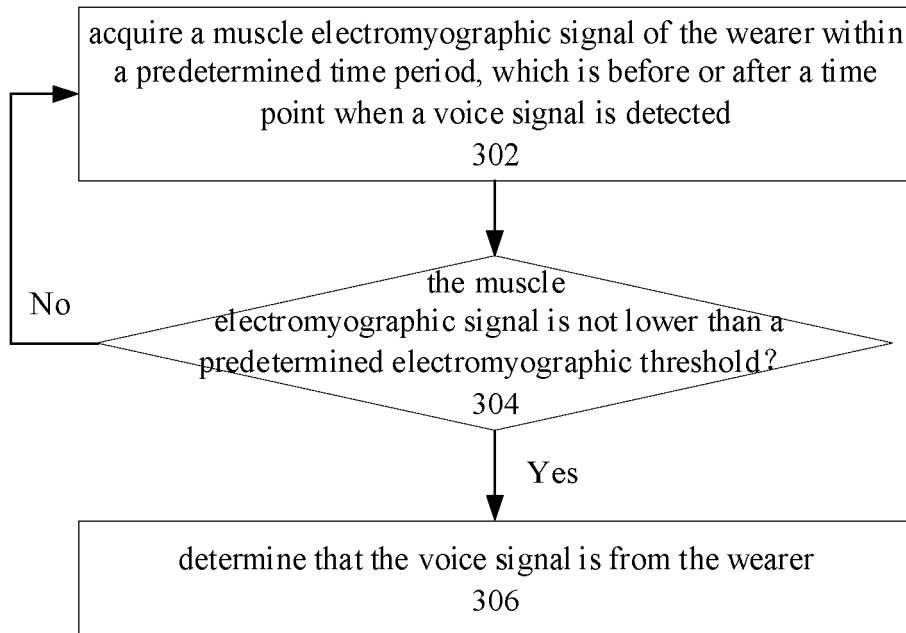 acquire a muscle electromyographic signal of the wearer within
a predetermined time period, which is before or after a time
point when a voice signal is detected
302
No
the muscle
electromyographic signal is not lower than a
predetermined electromyographic threshold?
304
Yes
determine that the voice signal is from the wearer
306